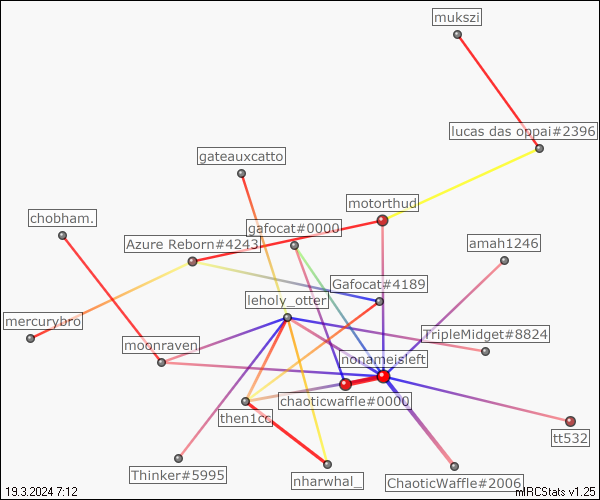 mukszi
lucas das oppai#2396
gateauxcatto
motorthud
chobham.
gafocat#0000
Azure Reborn#4243
amah1246
Gafocat#4189
leholy_otter
mercurybro
TripleMidget#8824
moonraven
nonameisleft
chaoticwaffle#0000
then1cc
tt532
Thinker#5995
nharwhal_
ChaoticWaffle#2006
19.3.2024 7:12
mIRCStats v1.25